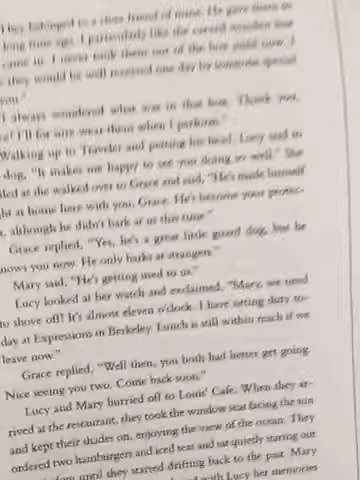 They belonged to a close friend of mine. He gave them to
long time ago. I particularly like the carved wooden box
came in. I never took them out of the box until now. I
they would be well received one day by someone special
you."
I always wondered what was in that box. Thank you,
I'll for sure wear them when I perform."
Walking up to Traveler and petting his head, Lucy said to
dog, "It makes me happy to see you doing so well." She
at she walked over to Grace and said, "He's made himself
at home here with you, Grace. He's become your
although he didn't bark at us this time."
Grace replied, "Yes, he's a great little guard dog, but he
nows you now. He only barks at strangers."
Mary said, "He's getting used to us."
Lucy looked at her watch and exclaimed, "Mary, we need
to shove off! It's almost eleven o'clock. I have sitting duty to-
day at Expressions in Berkeley. Lunch is still within reach if we
leave now."
Grace replied, "Well then, you both had better get going.
Nice seeing you two. Come back soon."
Lucy and Mary hurried off to Louis' Cafe. When they ar-
rived at the restaurant, they took the window seat facing the sun
and kept their shades on, enjoying the view of the ocean. They
ordered two hamburgers and iced teas and sat quietly staring out
until they started drifting back to the past. Mary
with Lucy her memories